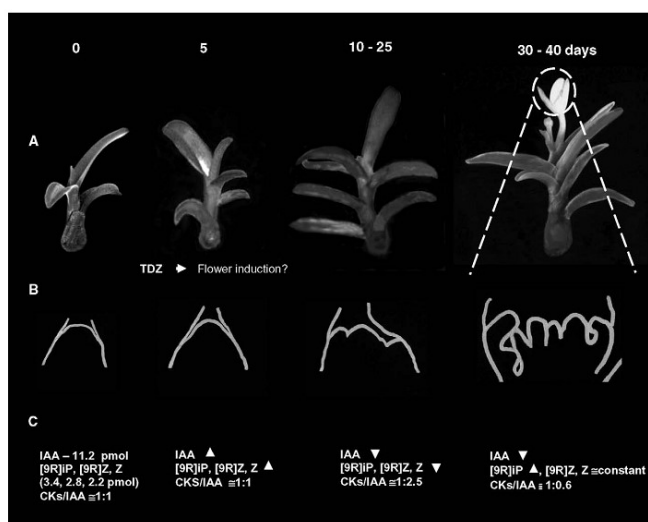 0
5
10 - 25
30 - 40 days
A
TDZ ► Flower induction?
B
C
IAA – 11.2 pmol
[9R]iP, [9R]Z, Z
(3.4, 2.8, 2.2 pmol)
CKs/IAA ≅1:1
IAA ▲
[9R]iP, [9R]Z, Z ▲
CKS/IAA ≅1:1
IAA ▼
[9R]iP, [9R]Z, Z ▼
CKs/IAA ≅1:2.5
IAA ▼
[9R]iP ▲, [9R]Z, Z ≅constant
CKs/IAA ≅ 1:0.6